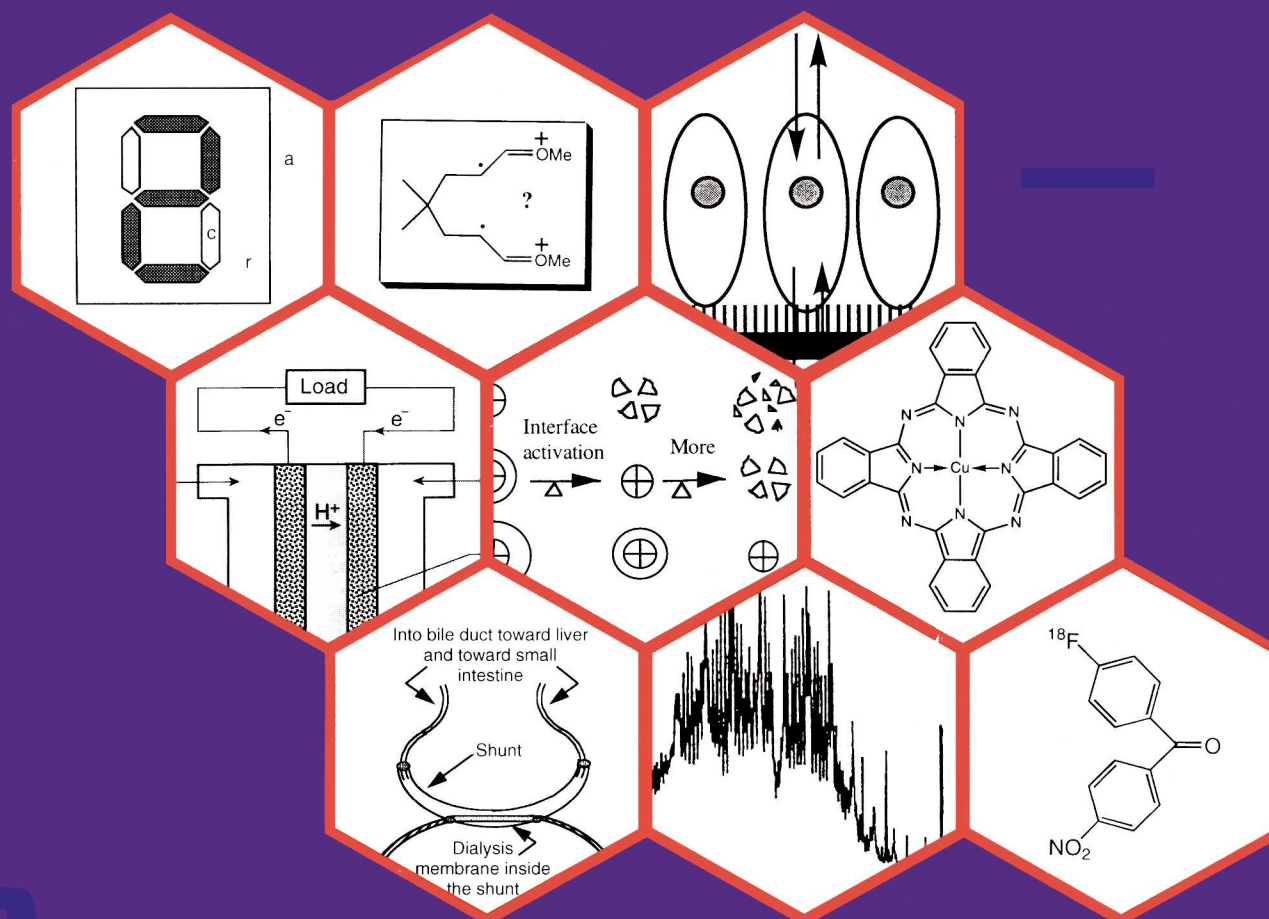 a
c
r
+
OMe
?
+
OMe
Load
e⁻
e⁻
H⁺
Interface
activation
More
N
N
N
N
Cu
N
N
N
N
Into bile duct toward liver
and toward small
intestine
Shunt
Dialysis
membrane inside
the shunt
¹⁸F
O
NO₂